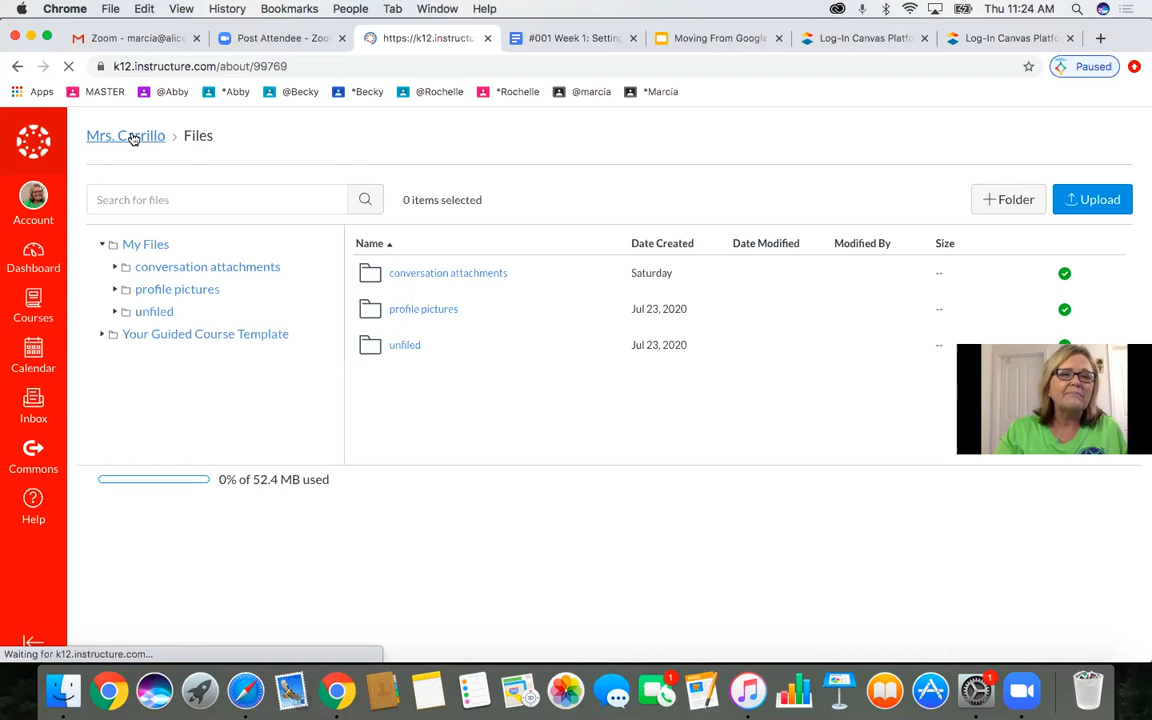 Chrome File Edit View History Bookmarks People Tab Window Help Thu 11:24 AM
Zoom - marcia@alice Post Attendee - Zoo https://k12.instructu #001 Week 1: Setting Moving From Google Log-In Canvas Platfo Log-In Canvas Platfo
k12.instructure.com/about/99769 Paused
Apps MASTER @Abby *Abby @Becky *Becky @Rochelle *Rochelle @marcia *Marcia
Mrs. Carrillo > Files
Search for files 0 items selected + Folder Upload
Account
Dashboard
Courses
Calendar
Inbox
Commons
Help
My Files
conversation attachments
profile pictures
unfiled
Your Guided Course Template
Name Date Created Date Modified Modified By Size
conversation attachments Saturday --
profile pictures Jul 23, 2020 --
unfiled Jul 23, 2020 --
0% of 52.4 MB used
Waiting for k12.instructure.com...
1
1